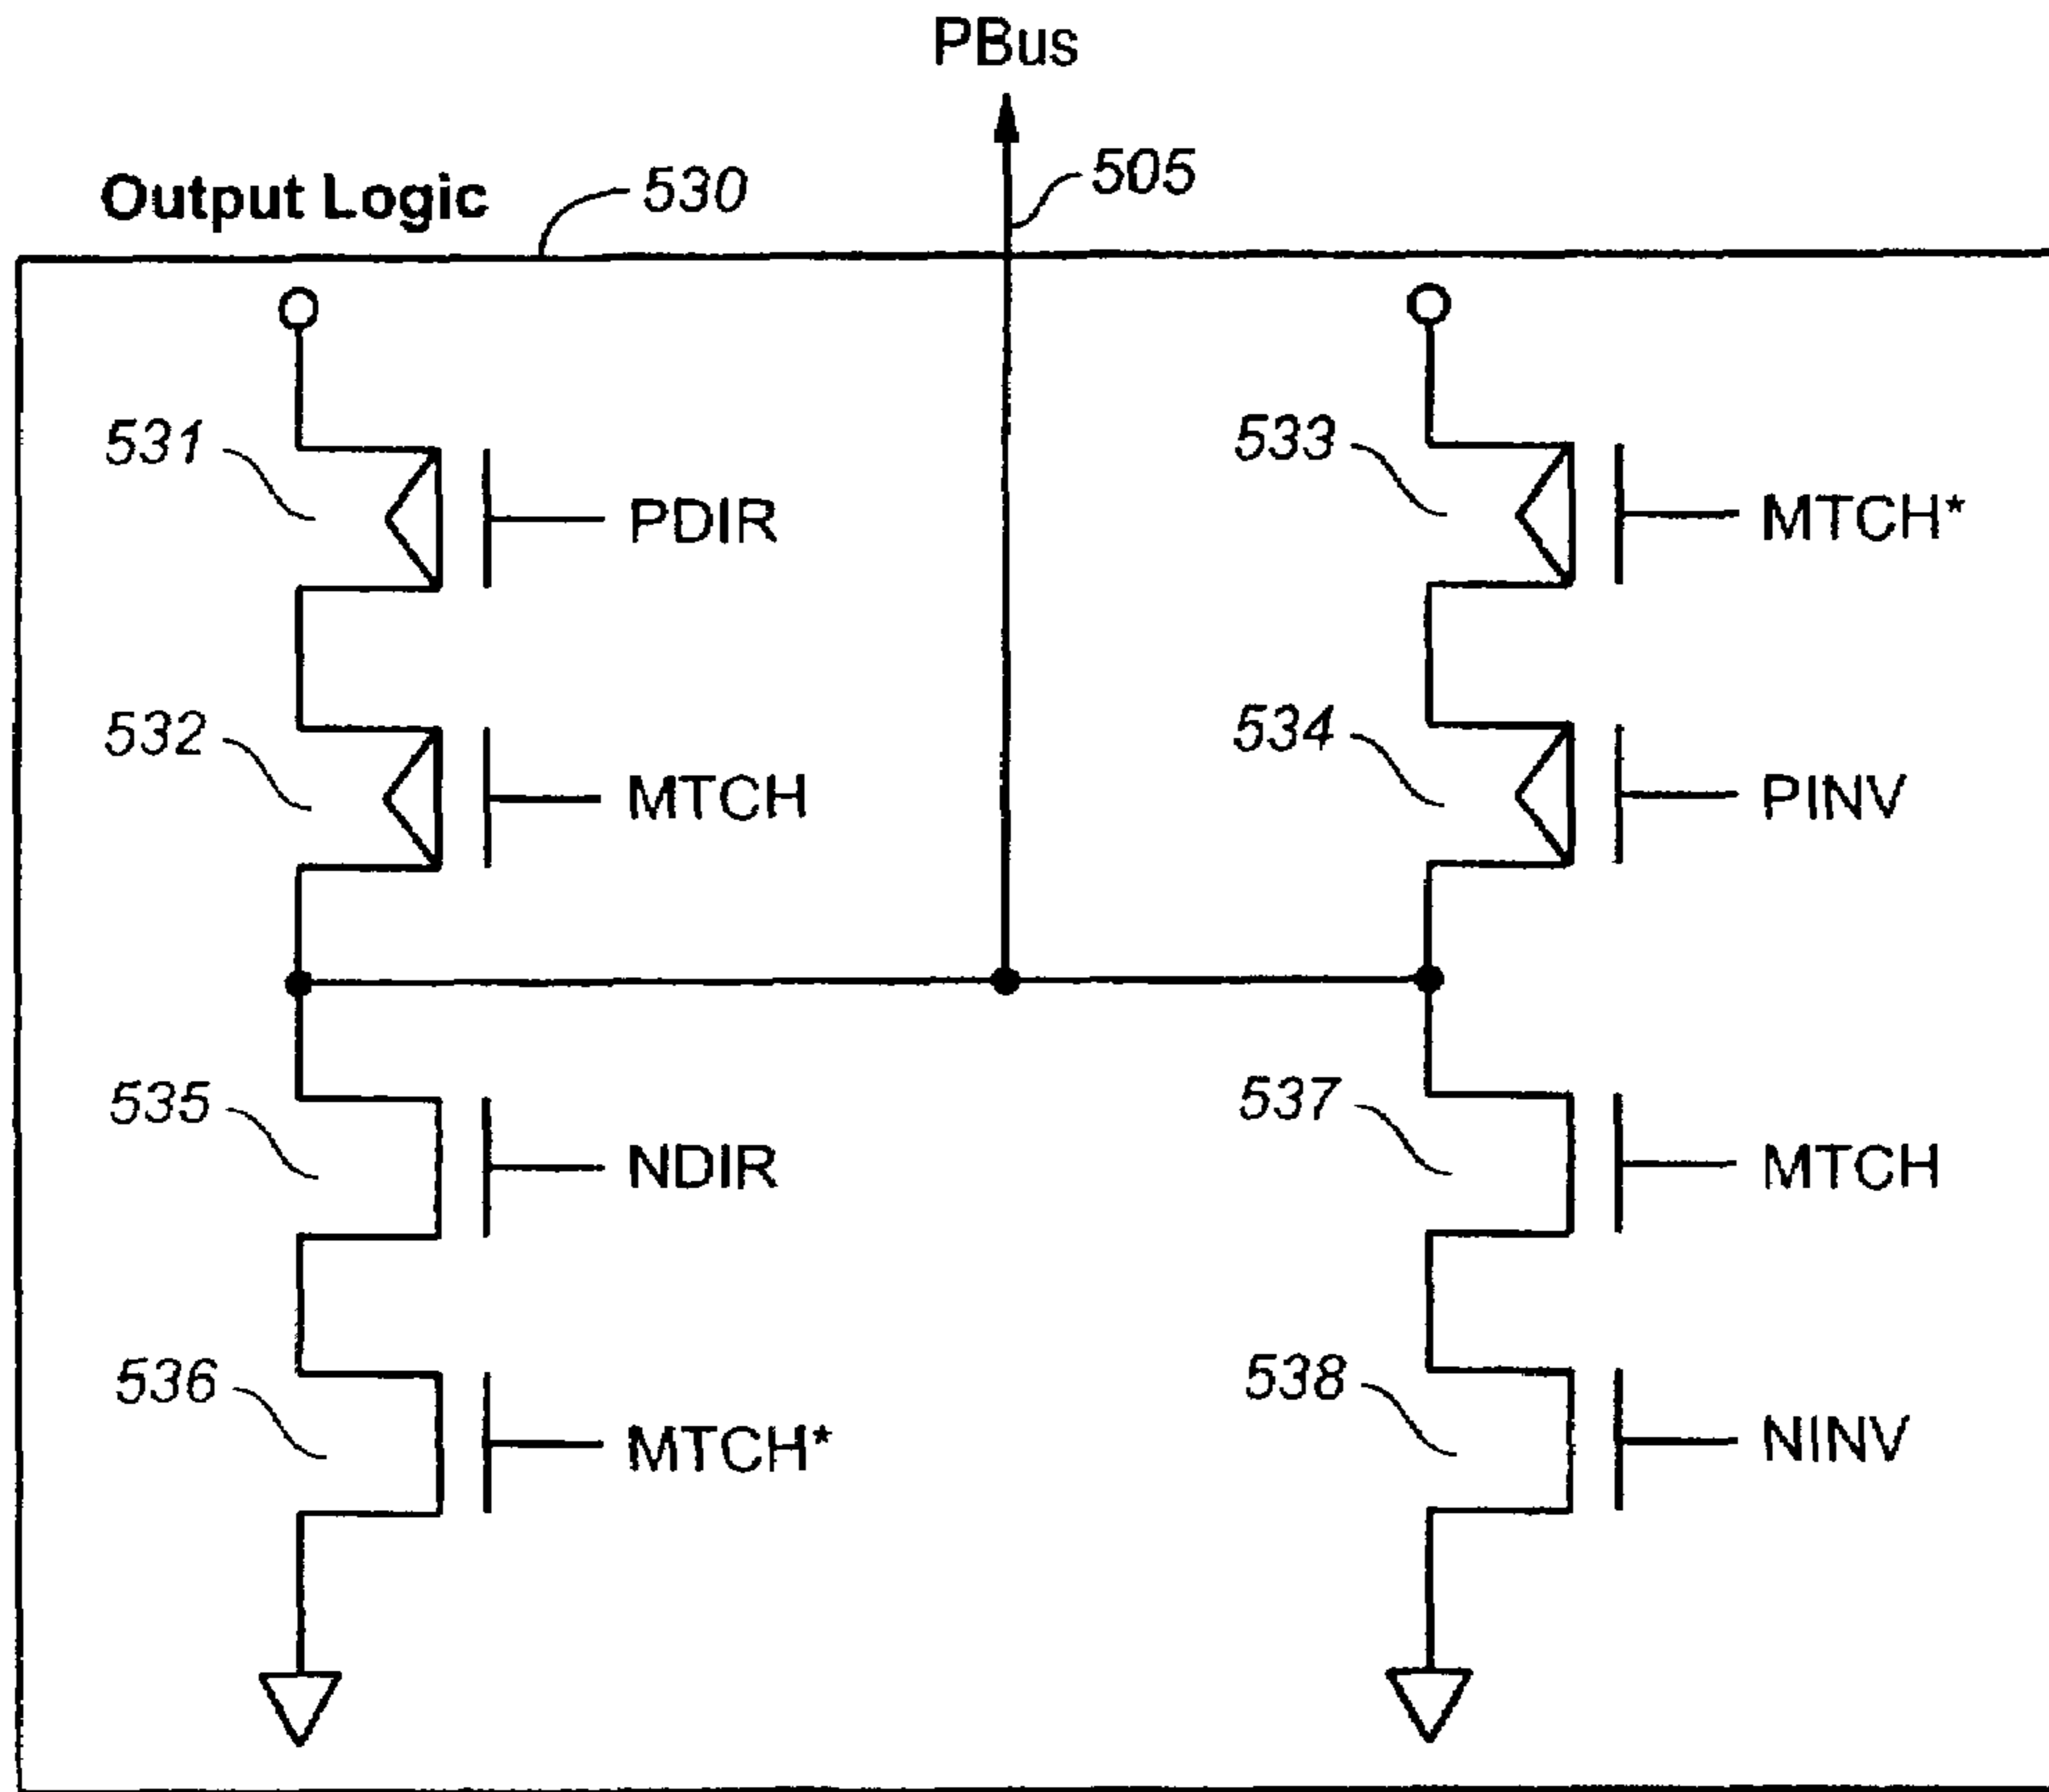 PBus
505
Output Logic
530
531
PDIR
533
MTCH*
532
MTCH
534
PINV
535
NDIR
537
MTCH
536
MTCH*
538
NINV